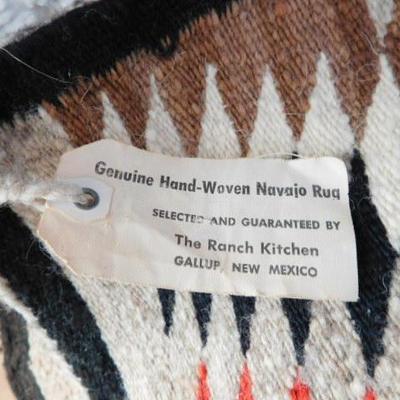 Genuine Hand-Woven Navajo Rug
SELECTED AND GUARANTEED BY
The Ranch Kitchen
GALLUP, NEW MEXICO